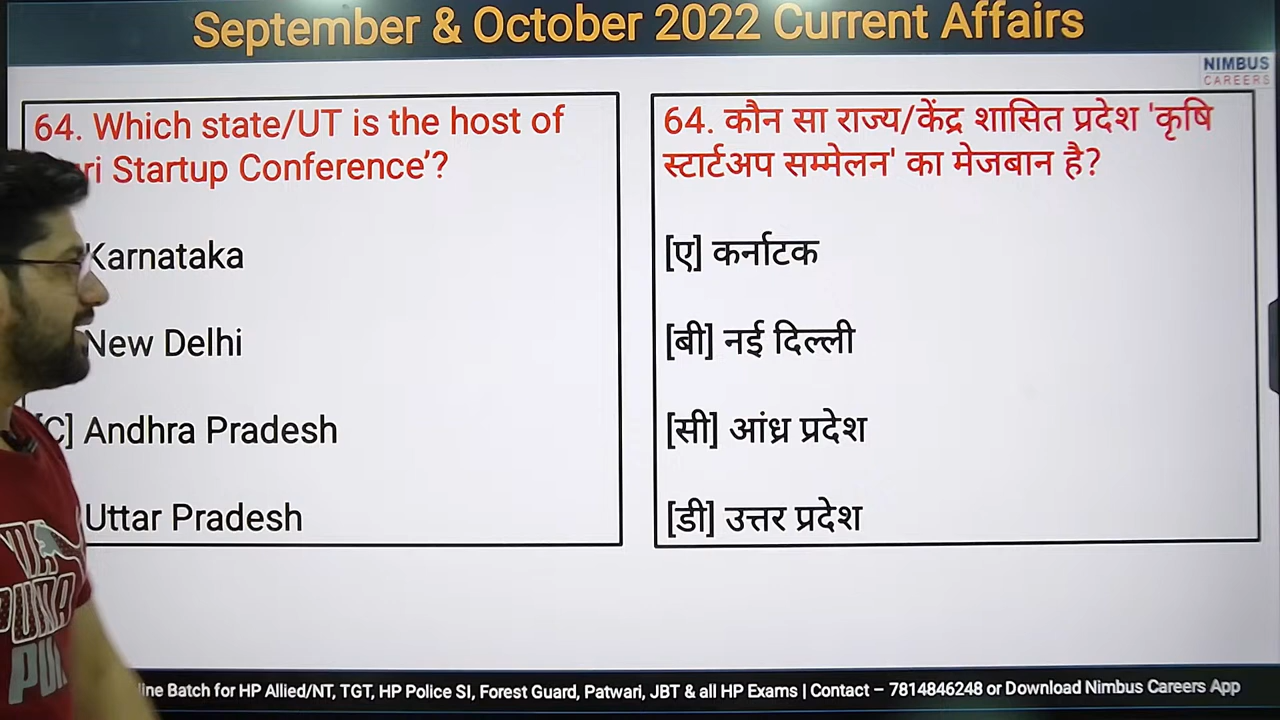 September & October 2022 Current Affairs
NIMBUS
CAREERS
64. Which state/UT is the host of
Startup Conference’?
Karnataka
New Delhi
[C] Andhra Pradesh
Uttar Pradesh
64. कौन सा राज्य/केंद्र शासित प्रदेश 'कृषि
स्टार्टअप सम्मेलन' का मेजबान है?
[ए] कर्नाटक
[बी] नई दिल्ली
[सी] आंध्र प्रदेश
[डी] उत्तर प्रदेश
Batch for HP Allied/NT, TGT, HP Police SI, Forest Guard, Patwari, JBT & all HP Exams | Contact – 7814846248 or Download Nimbus Careers App